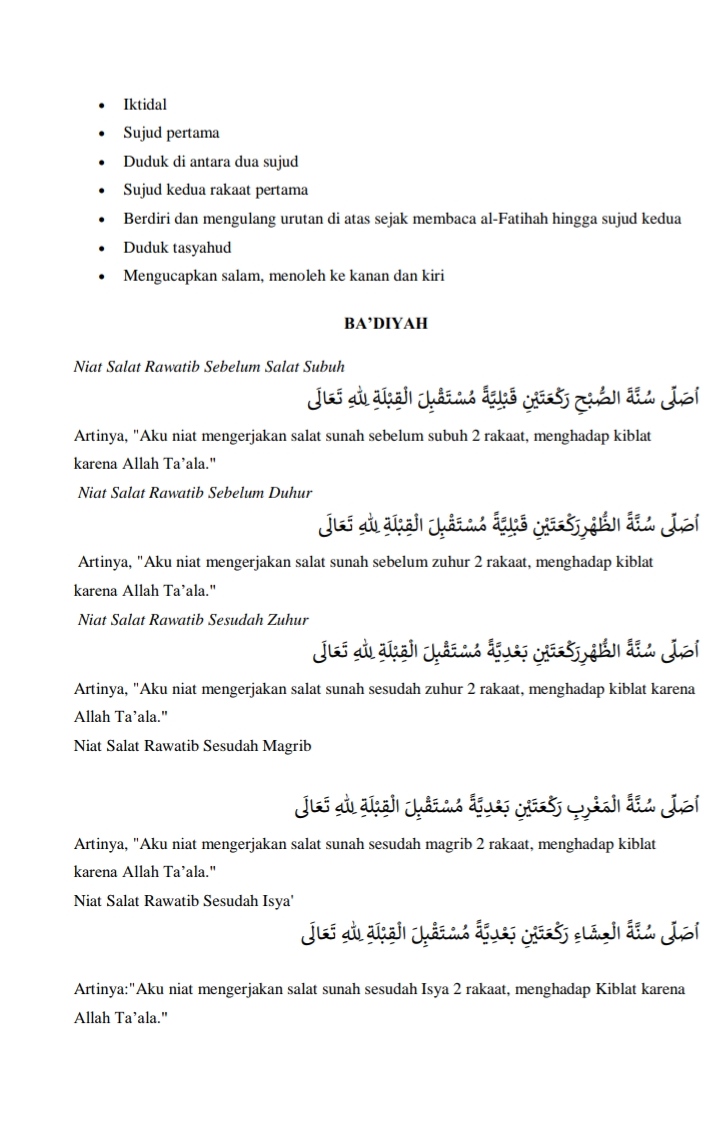 • Iktidal
• Sujud pertama
• Duduk di antara dua sujud
• Sujud kedua rakaat pertama
• Berdiri dan mengulang urutan di atas sejak membaca al-Fatihah hingga sujud kedua
• Duduk tasyahud
• Mengucapkan salam, menoleh ke kanan dan kiri
BA’DIYAH
Niat Salat Rawatib Sebelum Salat Subuh
أُصَلِّى سُنَّةَ الصُّبْحِ رَكْعَتَيْنِ قَبْلِيَّةً مُسْتَقْبِلَ الْقِبْلَةِ لِلّٰهِ تَعَالَى
Artinya, "Aku niat mengerjakan salat sunah sebelum subuh 2 rakaat, menghadap kiblat
karena Allah Ta’ala."
Niat Salat Rawatib Sebelum Duhur
أُصَلِّى سُنَّةً الظُّهْرِرَكْعَتَيْنِ قَبْلِيَّةً مُسْتَقْبِلَ الْقِبْلَةِ لِلّٰهِ تَعَالَى
Artinya, "Aku niat mengerjakan salat sunah sebelum zuhur 2 rakaat, menghadap kiblat
karena Allah Ta’ala."
Niat Salat Rawatib Sesudah Zuhur
أُصَلِّى سُنَّةً الظُّهْرِرَكْعَتَيْنِ بَعْدِيَّةً مُسْتَقْبِلَ الْقِبْلَةِ لِلّٰهِ تَعَالَى
Artinya, "Aku niat mengerjakan salat sunah sesudah zuhur 2 rakaat, menghadap kiblat karena
Allah Ta’ala."
Niat Salat Rawatib Sesudah Magrib
أُصَلِّى سُنَّةً الْمَغْرِبِ رَكْعَتَيْنِ بَعْدِيَّةً مُسْتَقْبِلَ الْقِبْلَةِ لِلّٰهِ تَعَالَى
Artinya, "Aku niat mengerjakan salat sunah sesudah magrib 2 rakaat, menghadap kiblat
karena Allah Ta’ala."
Niat Salat Rawatib Sesudah Isya'
أُصَلِّى سُنَّةً الْعِشَاءِ رَكْعَتَيْنِ بَعْدِيَّةً مُسْتَقْبِلَ الْقِبْلَةِ لِلّٰهِ تَعَالَى
Artinya:"Aku niat mengerjakan salat sunah sesudah Isya 2 rakaat, menghadap Kiblat karena
Allah Ta’ala."